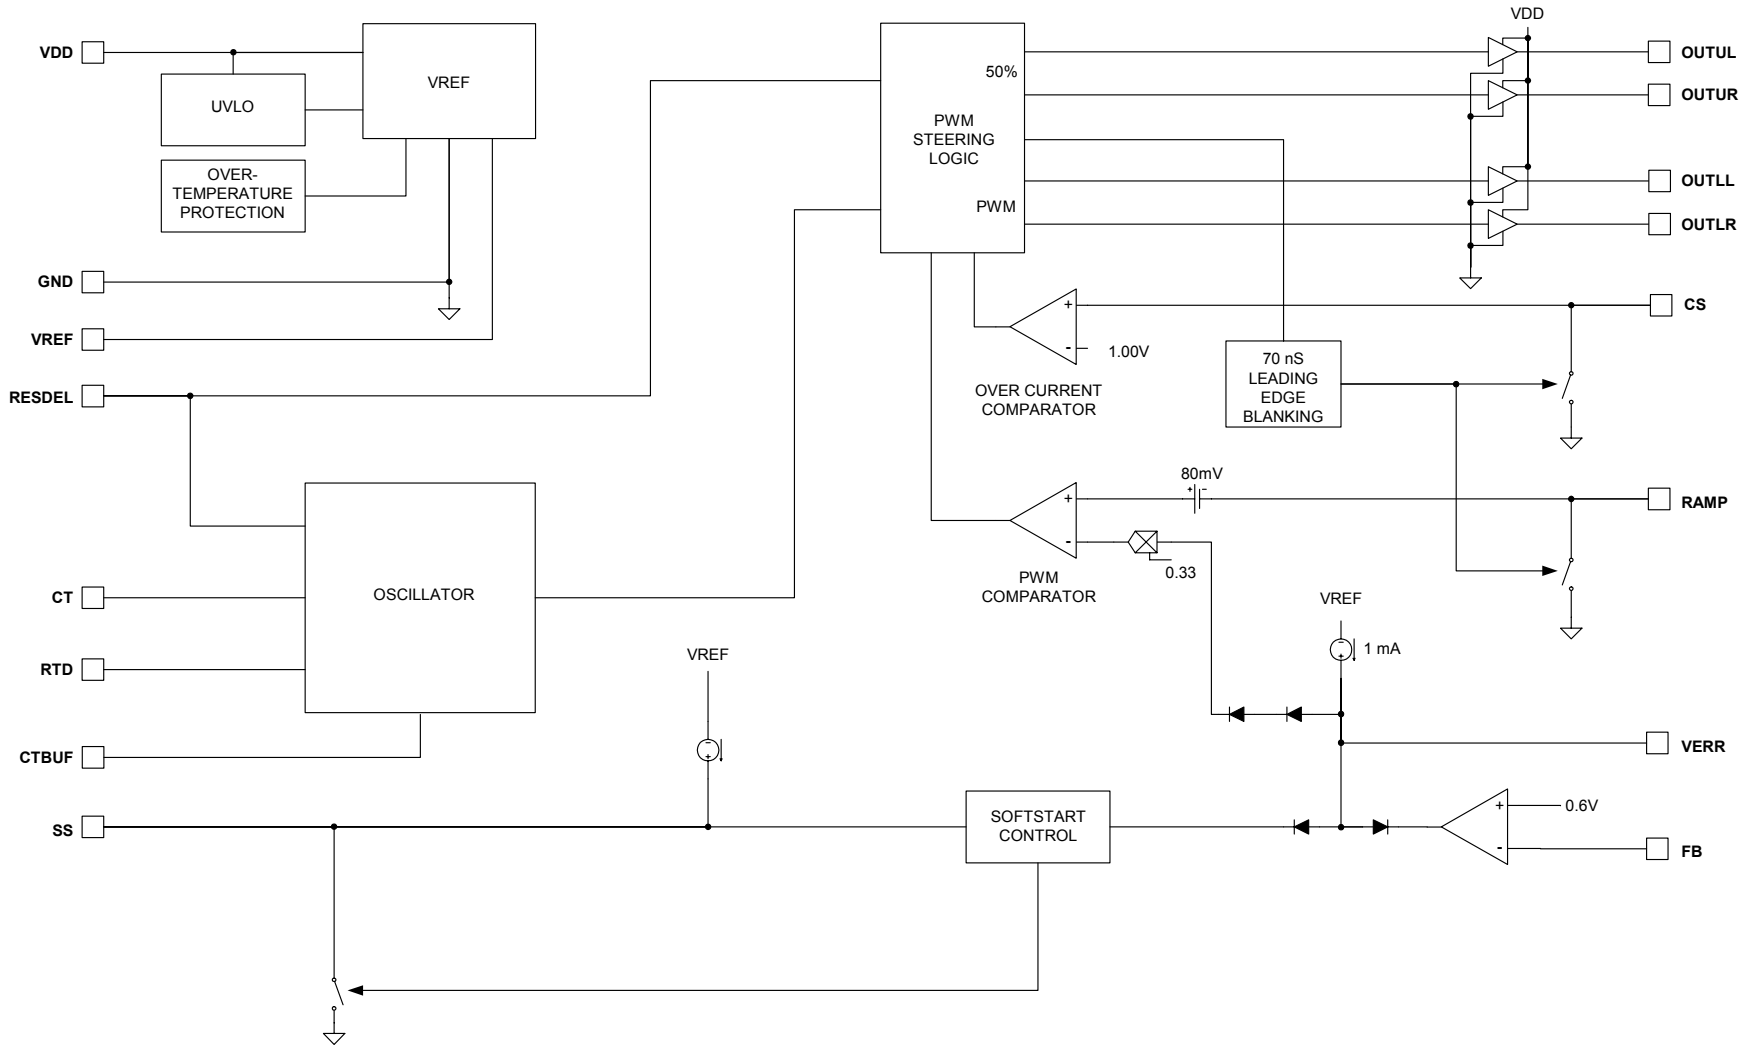 VDD
VDD
VREF
50%
OUTUL
UVLO
OUTUR
PWM
STEERING
LOGIC
OVER-
TEMPERATURE
PROTECTION
OUTLL
PWM
OUTLR
GND
+
CS
VREF
-
1.00V
70 nS
LEADING
EDGE
BLANKING
RESDEL
OVER CURRENT
COMPARATOR
80mV
+ -
+
RAMP
-
0.33
CT
OSCILLATOR
PWM
COMPARATOR
VREF
RTD
VREF
-
+
1 mA
CTBUF
-
+
VERR
SS
SOFTSTART
CONTROL
+
0.6V
-
FB